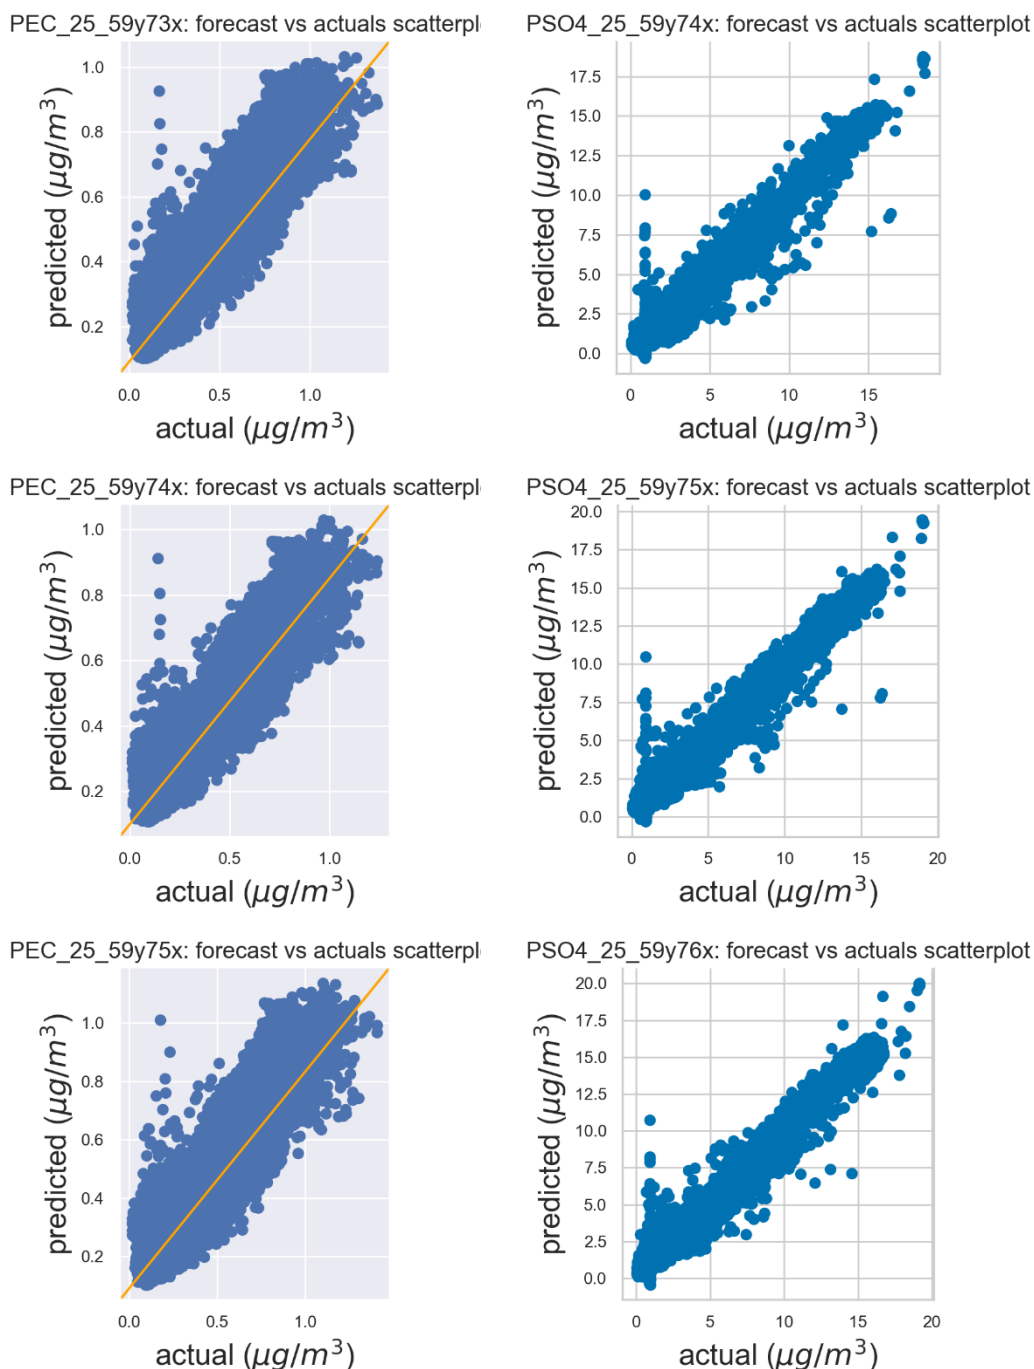 PEC_25_59y73x: forecast vs actuals scatterpl
1.0
0.8
0.6
0.4
0.2
predicted (μg/m³)
0.0 0.5 1.0
actual (μg/m³)
PSO4_25_59y74x: forecast vs actuals scatterplot
17.5
15.0
12.5
10.0
7.5
5.0
2.5
0.0
predicted (μg/m³)
0 5 10 15
actual (μg/m³)
PEC_25_59y74x: forecast vs actuals scatterpl
1.0
0.8
0.6
0.4
0.2
predicted (μg/m³)
0.0 0.5 1.0
actual (μg/m³)
PSO4_25_59y75x: forecast vs actuals scatterplot
20.0
17.5
15.0
12.5
10.0
7.5
5.0
2.5
0.0
predicted (μg/m³)
0 5 10 15 20
actual (μg/m³)
PEC_25_59y75x: forecast vs actuals scatterpl
1.0
0.8
0.6
0.4
0.2
predicted (μg/m³)
0.0 0.5 1.0
actual (μg/m³)
PSO4_25_59y76x: forecast vs actuals scatterplot
20.0
17.5
15.0
12.5
10.0
7.5
5.0
2.5
0.0
predicted (μg/m³)
0 5 10 15 20
actual (μg/m³)